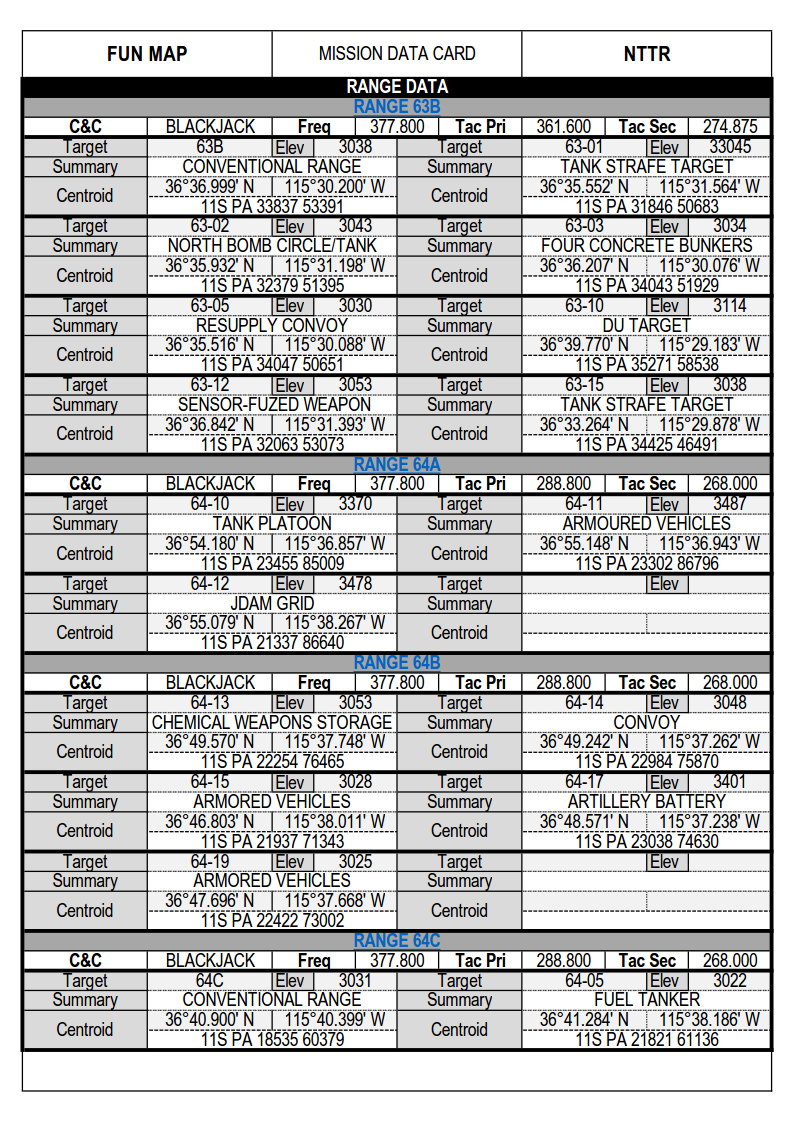 FUN MAP MISSION DATA CARD NTTR
RANGE DATA
RANGE 63B
C&C BLACKJACK Freq 377.800 Tac Pri 361.600 Tac Sec 274.875
Target 63B Elev 3038 Target 63-01 Elev 33045
Summary CONVENTIONAL RANGE Summary TANK STRAFE TARGET
Centroid 36°36.999' N 115°30.200' W Centroid 36°35.552' N 115°31.564' W
11S PA 33837 53391 11S PA 31846 50683
Target 63-02 Elev 3043 Target 63-03 Elev 3034
Summary NORTH BOMB CIRCLE/TANK Summary FOUR CONCRETE BUNKERS
Centroid 36°35.932' N 115°31.198' W Centroid 36°36.207' N 115°30.076' W
11S PA 32379 51395 11S PA 34043 51929
Target 63-05 Elev 3030 Target 63-10 Elev 3114
Summary RESUPPLY CONVOY Summary DU TARGET
Centroid 36°35.516' N 115°30.088' W Centroid 36°39.770' N 115°29.183' W
11S PA 34047 50651 11S PA 35271 58538
Target 63-12 Elev 3053 Target 63-15 Elev 3038
Summary SENSOR-FUZED WEAPON Summary TANK STRAFE TARGET
Centroid 36°36.842' N 115°31.393' W Centroid 36°33.264' N 115°29.878' W
11S PA 32063 53073 11S PA 34425 46491
RANGE 64A
C&C BLACKJACK Freq 377.800 Tac Pri 288.800 Tac Sec 268.000
Target 64-10 Elev 3370 Target 64-11 Elev 3487
Summary TANK PLATOON Summary ARMOURED VEHICLES
Centroid 36°54.180' N 115°36.857' W Centroid 36°55.148' N 115°36.943' W
11S PA 23455 85009 11S PA 23302 86796
Target 64-12 Elev 3478 Target Elev
Summary JDAM GRID Summary
Centroid 36°55.079' N 115°38.267' W Centroid
11S PA 21337 86640
RANGE 64B
C&C BLACKJACK Freq 377.800 Tac Pri 288.800 Tac Sec 268.000
Target 64-13 Elev 3053 Target 64-14 Elev 3048
Summary CHEMICAL WEAPONS STORAGE Summary CONVOY
Centroid 36°49.570' N 115°37.748' W Centroid 36°49.242' N 115°37.262' W
11S PA 22254 76465 11S PA 22984 75870
Target 64-15 Elev 3028 Target 64-17 Elev 3401
Summary ARMORED VEHICLES Summary ARTILLERY BATTERY
Centroid 36°46.803' N 115°38.011' W Centroid 36°48.571' N 115°37.238' W
11S PA 21937 71343 11S PA 23038 74630
Target 64-19 Elev 3025 Target Elev
Summary ARMORED VEHICLES Summary
Centroid 36°47.696' N 115°37.668' W Centroid
11S PA 22422 73002
RANGE 64C
C&C BLACKJACK Freq 377.800 Tac Pri 288.800 Tac Sec 268.000
Target 64C Elev 3031 Target 64-05 Elev 3022
Summary CONVENTIONAL RANGE Summary FUEL TANKER
Centroid 36°40.900' N 115°40.399' W Centroid 36°41.284' N 115°38.186' W
11S PA 18535 60379 11S PA 21821 61136